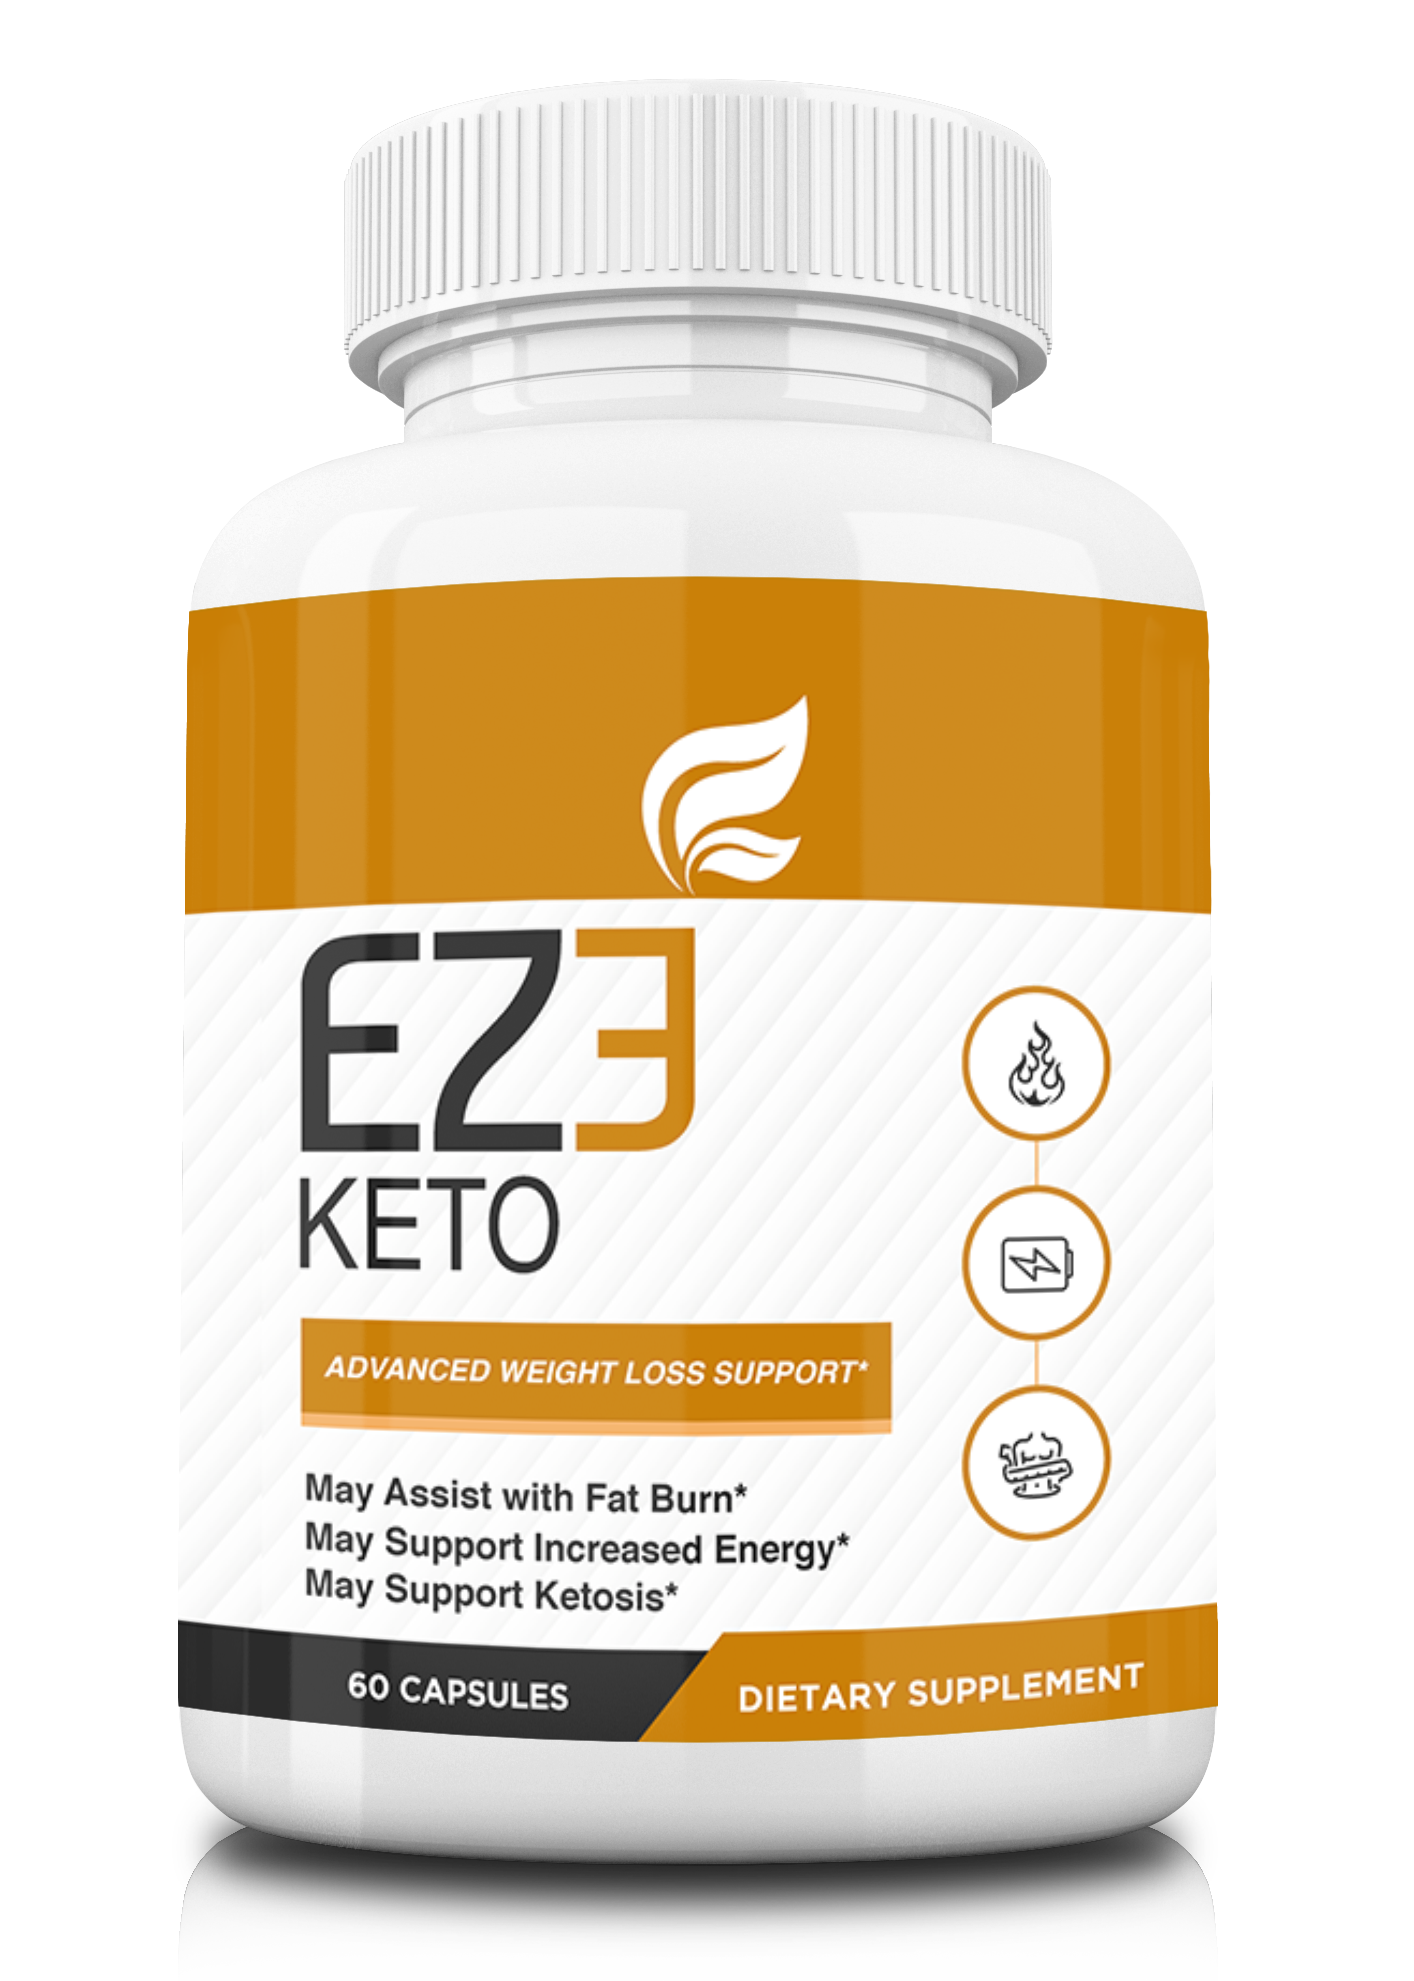 EZ3
KETO
ADVANCED WEIGHT LOSS SUPPORT*
May Assist with Fat Burn*
May Support Increased Energy*
May Support Ketosis*
60 CAPSULES
DIETARY SUPPLEMENT